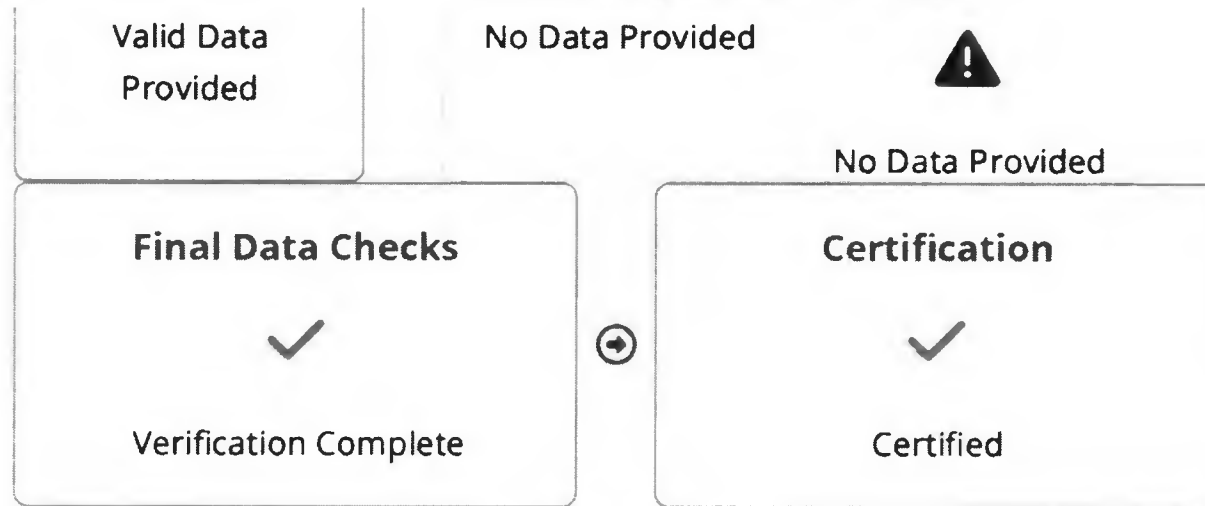 Valid Data
Provided
No Data Provided
No Data Provided
Final Data Checks
Verification Complete
Certification
Certified